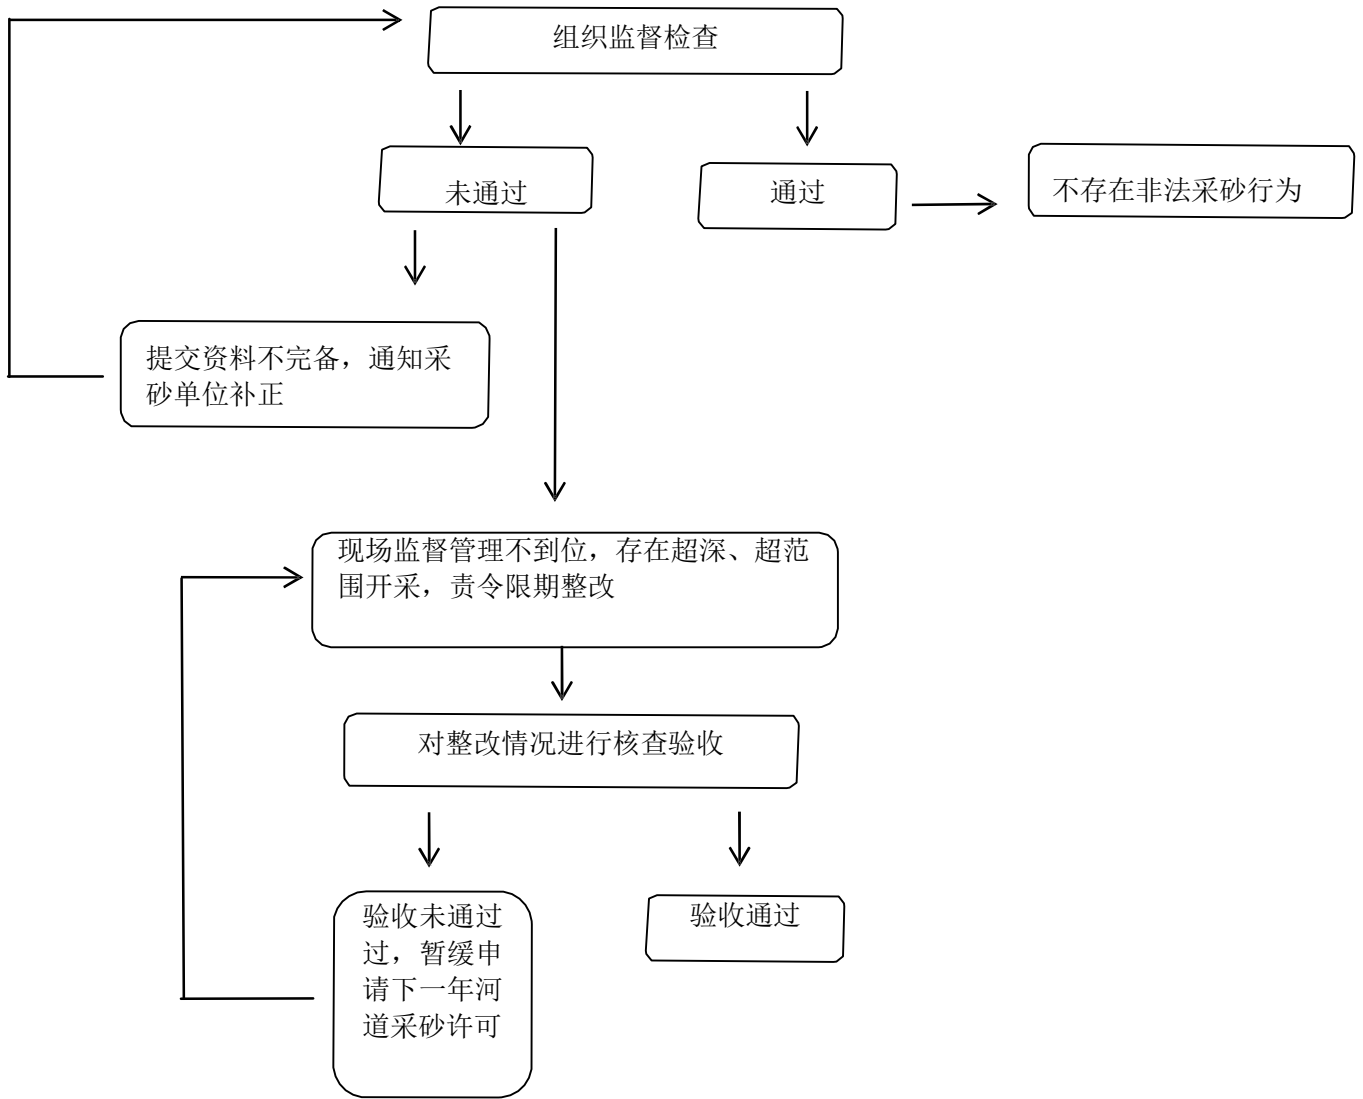 组织监督检查
未通过
通过
不存在非法采砂行为
提交资料不完备，通知采
砂单位补正
现场监督管理不到位，存在超深、超范
围开采，责令限期整改
对整改情况进行核查验收
验收未通过
过，暂缓申
请下一年河
道采砂许可
验收通过